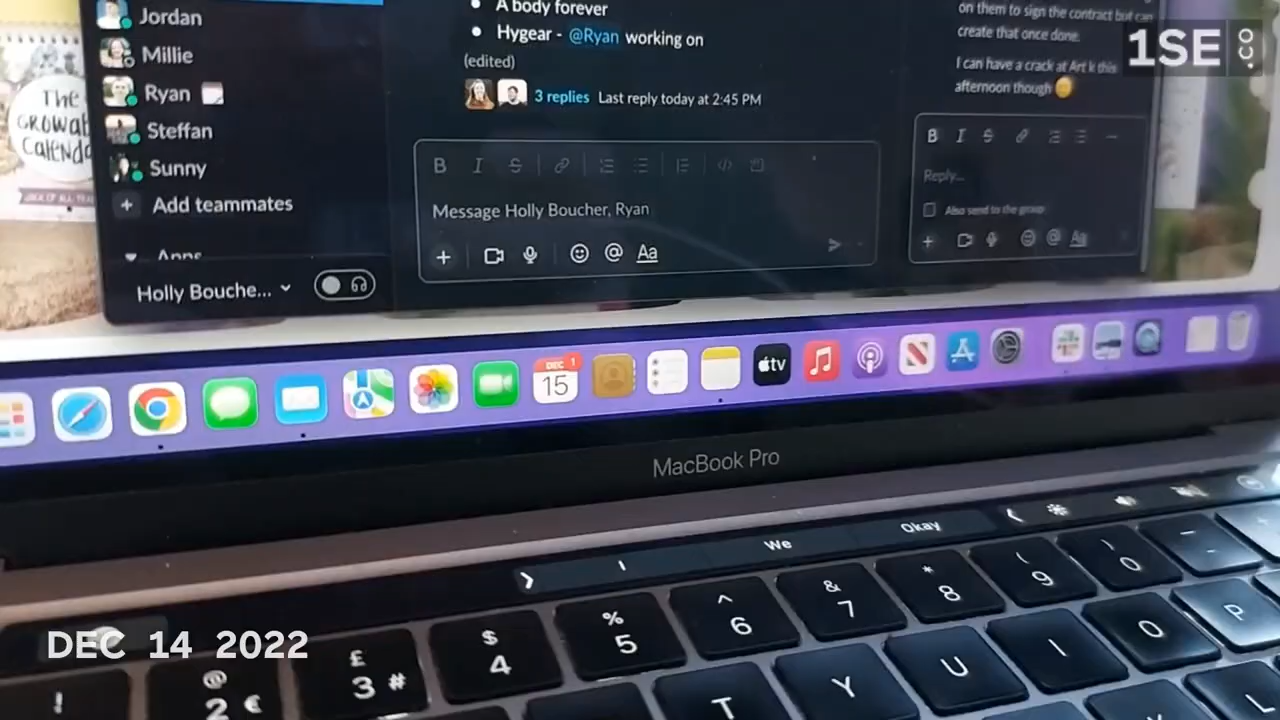 Jordan
Millie
Ryan
Steffan
Sunny
+ Add teammates
Apps
Holly Bouche...
The
GROWABLE
Calendar
A body forever
Hygear - @Ryan working on
(edited)
3 replies Last reply today at 2:45 PM
B I S
Message Holly Boucher, Ryan
+ @ Aa
on them to sign the contract but can
create that once done.
I can have a crack at Art k this
afternoon though
B I S
Reply...
Also send to the group
+ @ Aa
1SE
.CO
DEC 1
15
tv
MacBook Pro
I We Okay
! @ 2 € £ 3 # $ 4 % 5 ^ 6 & 7 * 8 ( 9 ) 0 _ -
T Y U I O P
L
DEC 14 2022